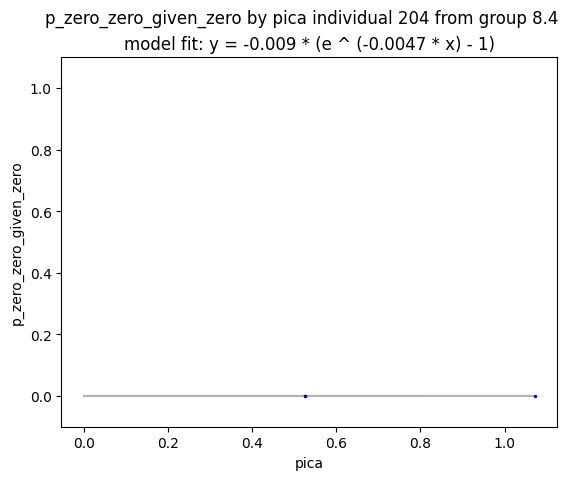 p_zero_zero_given_zero by pica individual 204 from group 8.4
model fit: y = -0.009 * (e ^ (-0.0047 * x) - 1)
1.0
0.8
0.6
0.4
0.2
0.0
p_zero_zero_given_zero
0.0 0.2 0.4 0.6 0.8 1.0
pica